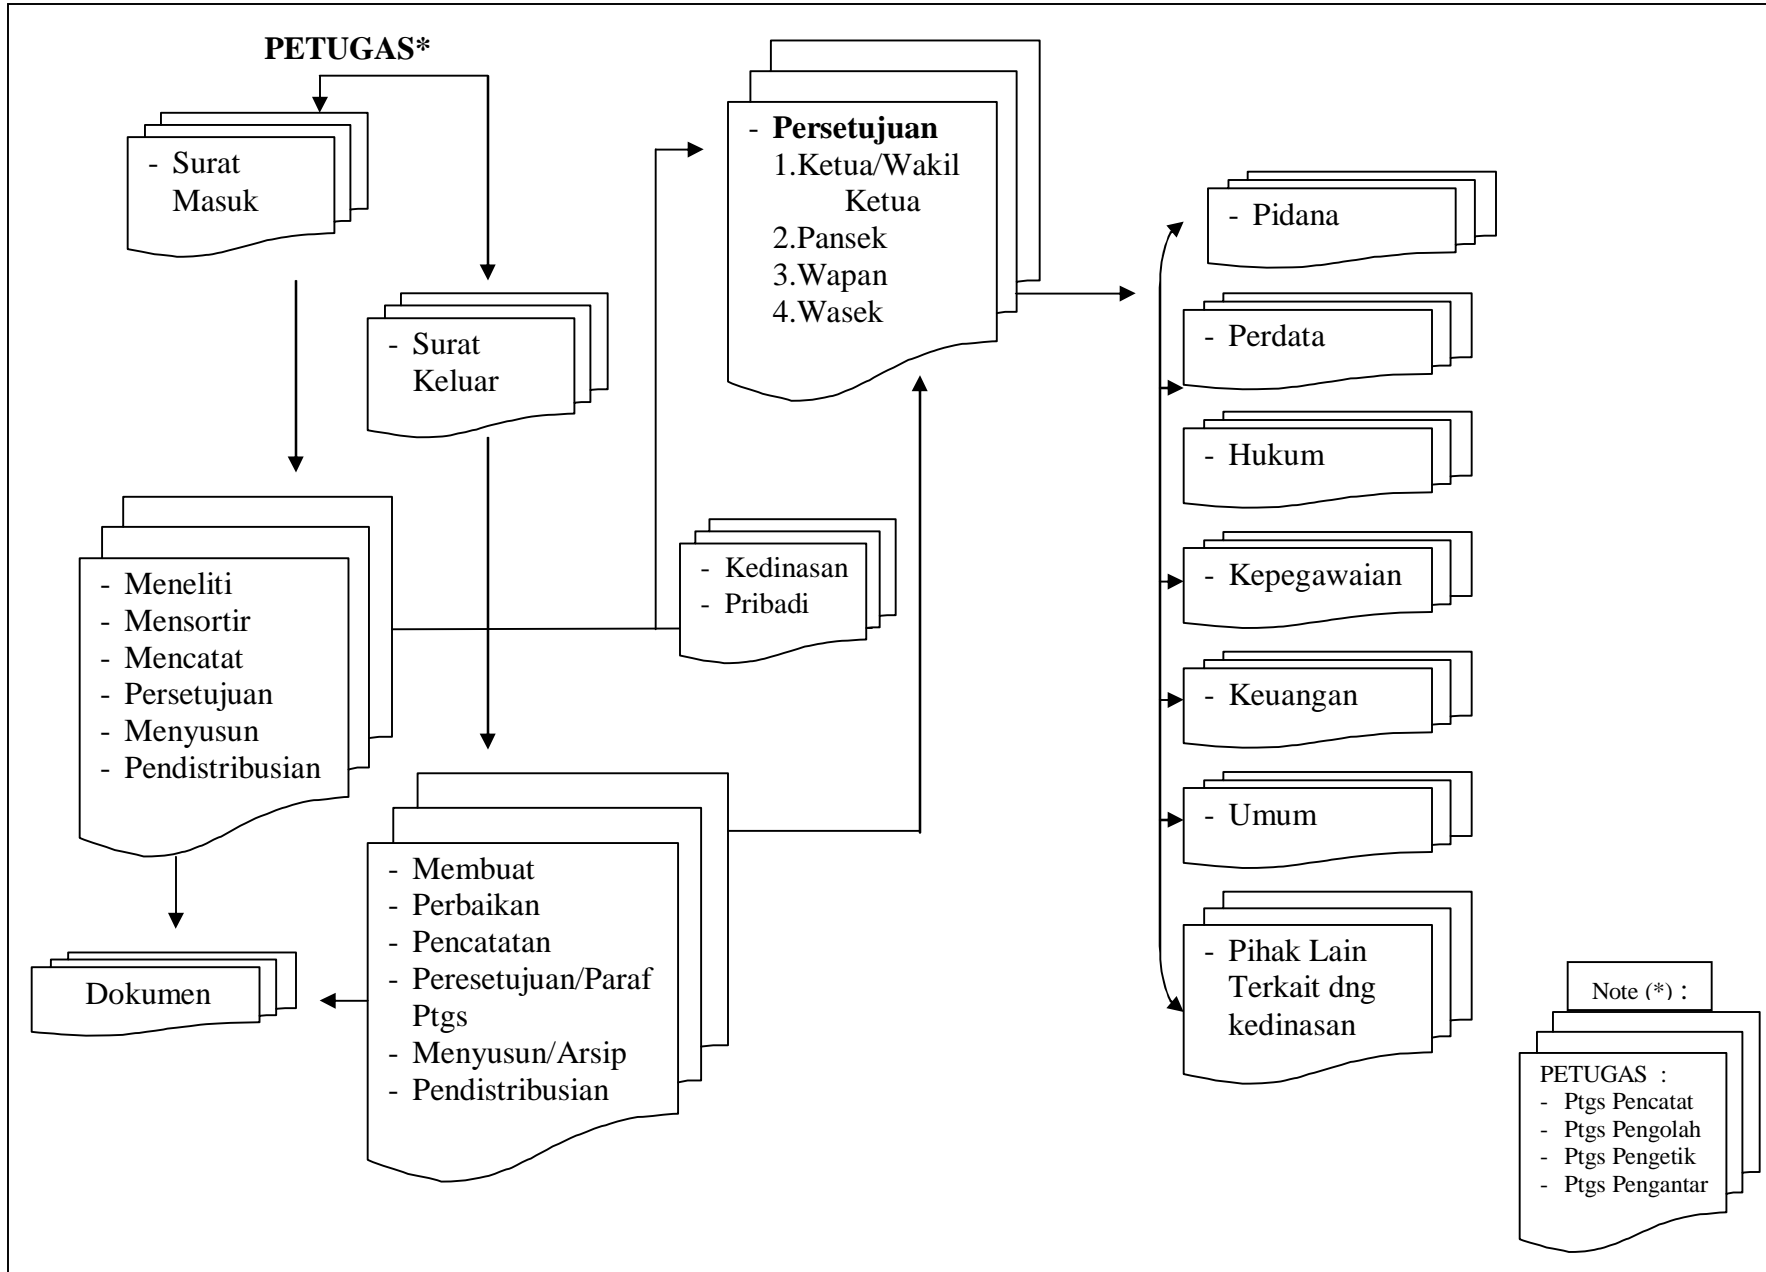 PETUGAS*
- Surat
Masuk
- Surat
Keluar
- Persetujuan
1.Ketua/Wakil
Ketua
2.Pansek
3.Wapan
4.Wasek
- Meneliti
- Mensortir
- Mencatat
- Persetujuan
- Menyusun
- Pendistribusian
- Kedinasan
- Pribadi
- Membuat
- Perbaikan
- Pencatatan
- Peresetujuan/Paraf
Ptgs
- Menyusun/Arsip
- Pendistribusian
Dokumen
- Pidana
- Perdata
- Hukum
- Kepegawaian
- Keuangan
- Umum
- Pihak Lain
Terkait dng
kedinasan
Note (*) :
PETUGAS :
- Ptgs Pencatat
- Ptgs Pengolah
- Ptgs Pengetik
- Ptgs Pengantar